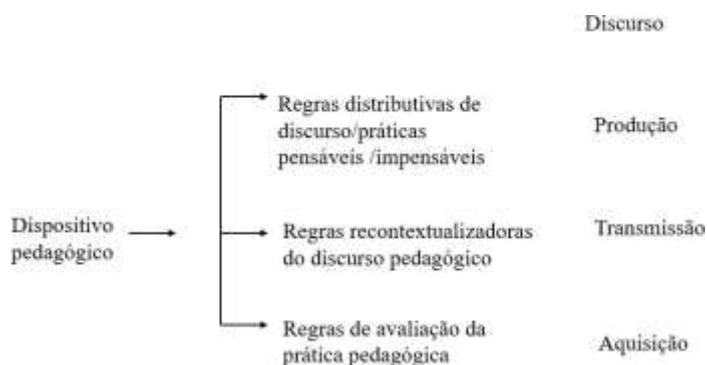 Discurso
Regras distributivas de
discurso/práticas
pensáveis /impensáveis
Produção
Dispositivo
pedagógico
Regras recontextualizadoras
do discurso pedagógico
Transmissão
Regras de avaliação da
prática pedagógica
Aquisição